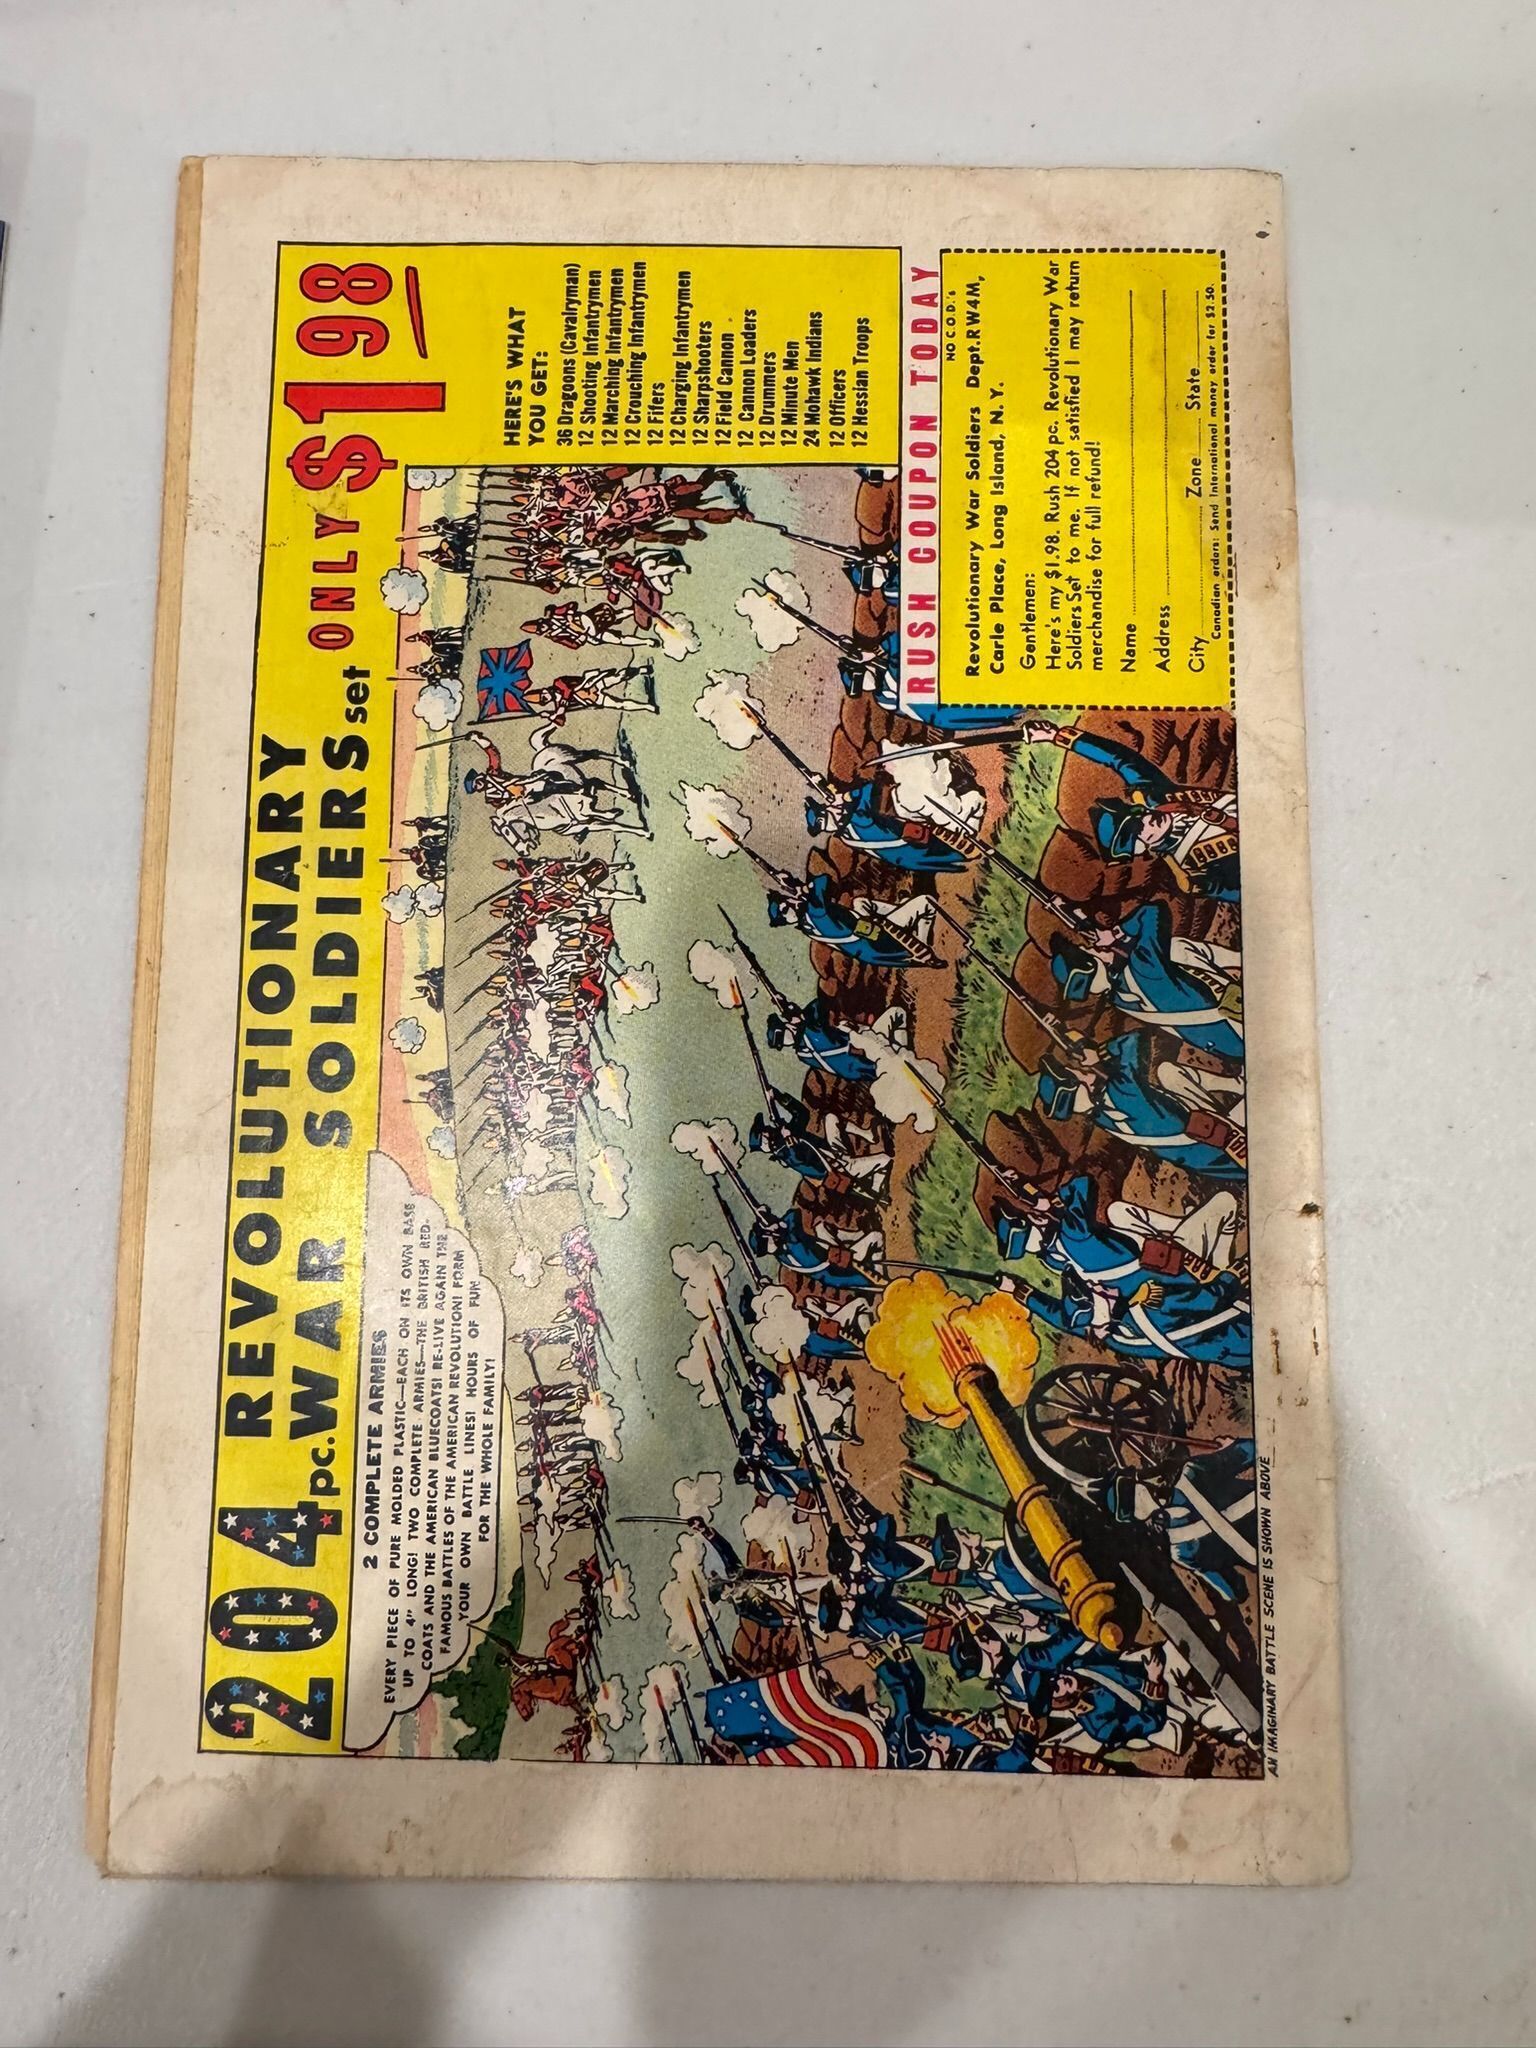 204 REVOLUTIONARY
pc. WAR SOLDIERS set ONLY $1 98
2 COMPLETE ARMIES
EVERY PIECE OF PURE MOLDED PLASTIC—EACH ON ITS OWN BASE
UP TO 4" LONG! TWO COMPLETE ARMIES—THE BRITISH RED-
COATS AND THE AMERICAN BLUECOATS! RE-LIVE AGAIN THE
FAMOUS BATTLES OF THE AMERICAN REVOLUTION! FORM
YOUR OWN BATTLE LINES! HOURS OF FUN
FOR THE WHOLE FAMILY!
HERE'S WHAT
YOU GET:
36 Dragoons (Cavalryman)
12 Shooting Infantrymen
12 Marching Infantrymen
12 Crouching Infantrymen
12 Fifers
12 Charging Infantrymen
12 Sharpshooters
12 Field Cannon
12 Cannon Loaders
12 Drummers
12 Minute Men
24 Mohawk Indians
12 Officers
12 Hessian Troops
RUSH COUPON TODAY
NO C.O.D.'s
Revolutionary War Soldiers Dept.RW4M,
Carle Place, Long Island, N. Y.
Gentlemen:
Here's my $1.98. Rush 204 pc. Revolutionary War
Soldiers Set to me. If not satisfied I may return
merchandise for full refund!
Name
Address
City Zone State
Canadian orders: Send International money order for $2.50.
AN IMAGINARY BATTLE SCENE IS SHOWN ABOVE